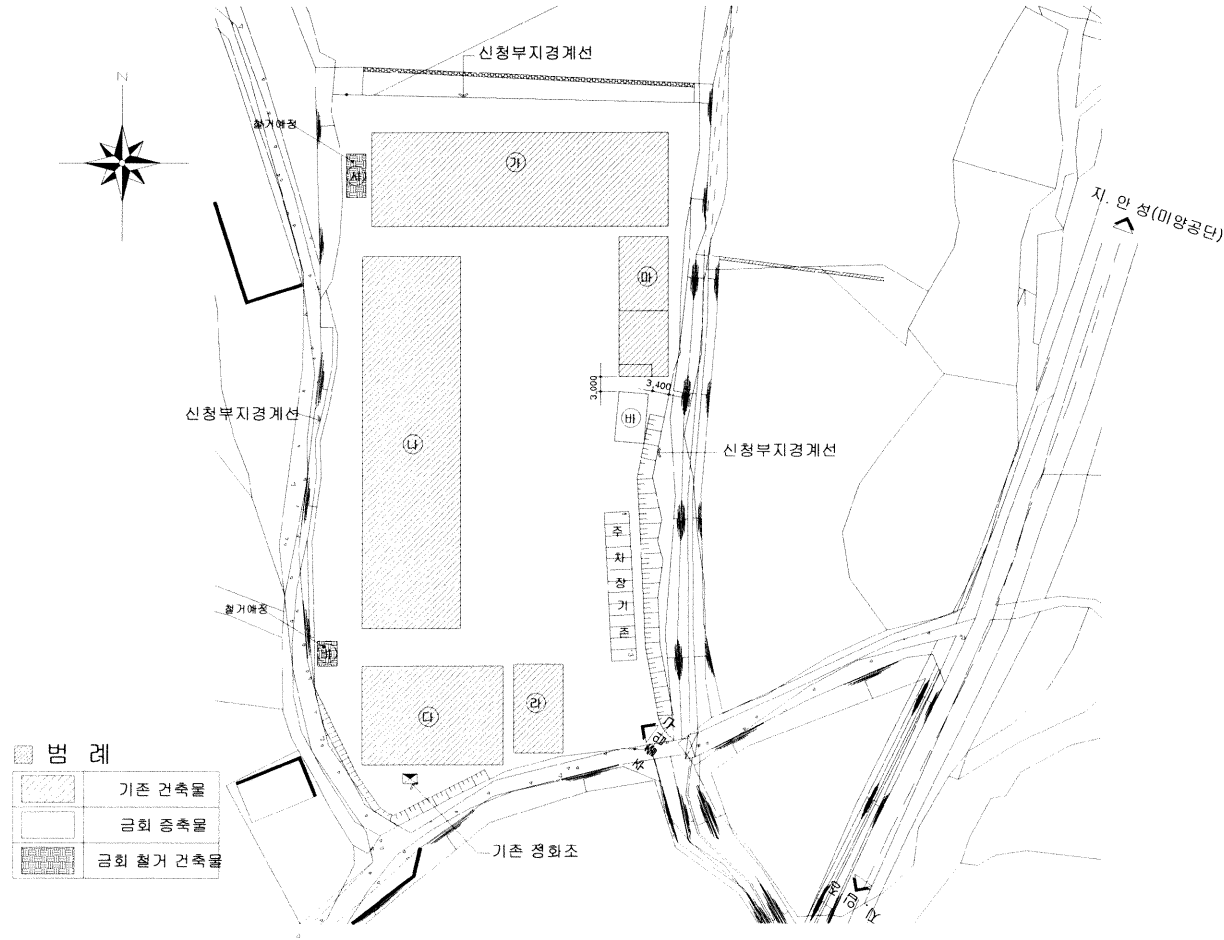 신청부지경계선
N
철거예정
가
지. 안 성(미양공단)
마
3,000
3,400
바
신청부지경계선
나
신청부지경계선
주 차 장 기 존
철거예정
다
라
범 례
기존 건축물
금회 증축물
금회 철거 건축물
기존 정화조